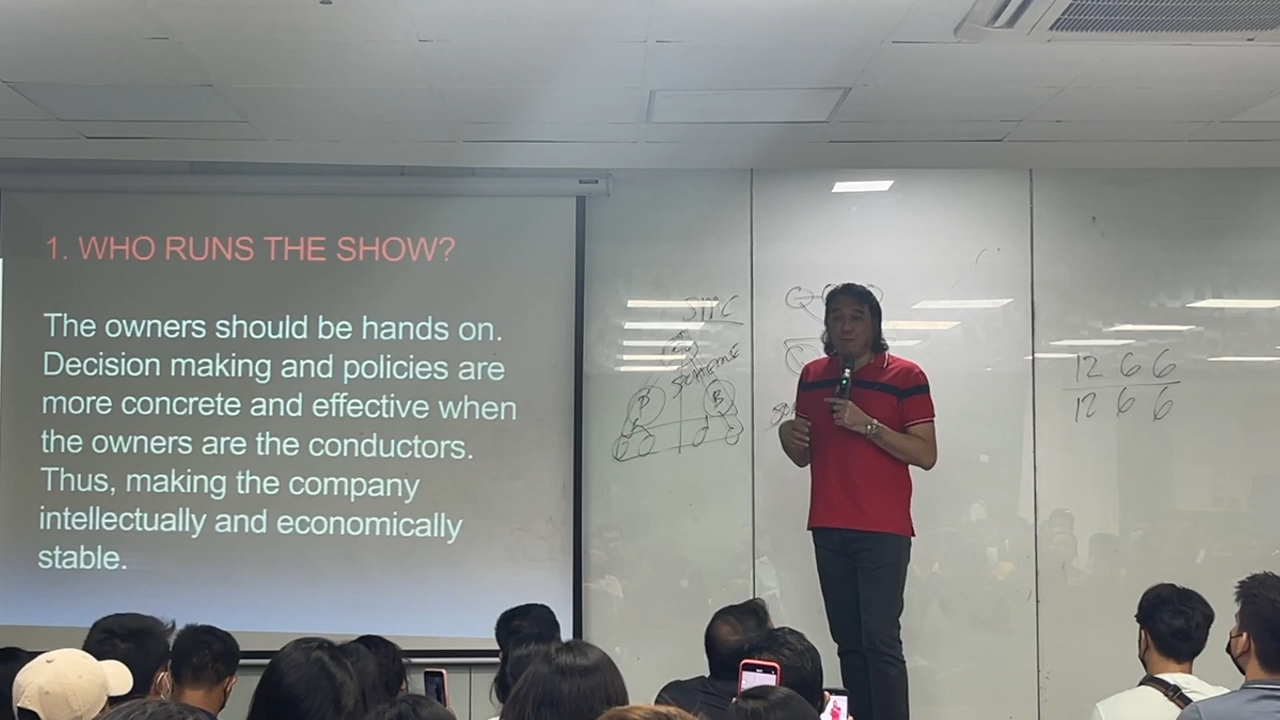 1. WHO RUNS THE SHOW?
The owners should be hands on.
Decision making and policies are
more concrete and effective when
the owners are the conductors.
Thus, making the company
intellectually and economically
stable.
SMC
SCHEME
B B
12 6 6
12 6 6